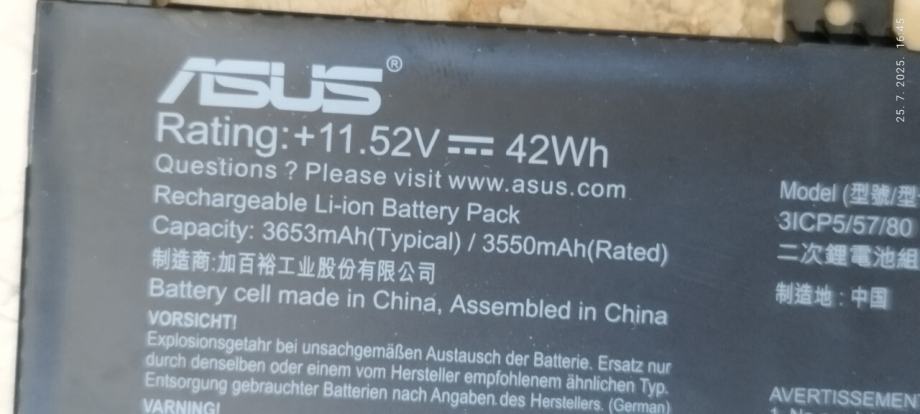 ASUS®
Rating:+11.52V ⎓ 42Wh
Questions ? Please visit www.asus.com
Rechargeable Li-ion Battery Pack
Capacity: 3653mAh(Typical) / 3550mAh(Rated)
制造商:加百裕工业股份有限公司
Battery cell made in China, Assembled in China
VORSICHT!
Explosionsgetahr bei unsachgemäßen Austausch der Batterie. Ersatz nur
durch denselben oder einem vom Hersteller empfohlenem ähnlichen Typ.
Entsorgung gebrauchter Batterien nach Angaben des Herstellers. (German)
VARNING!
Model (型號/型
3ICP5/57/80
二次鋰電池組
制造地：中国
AVERTISSEMEN
25. 7. 2025. 16:45